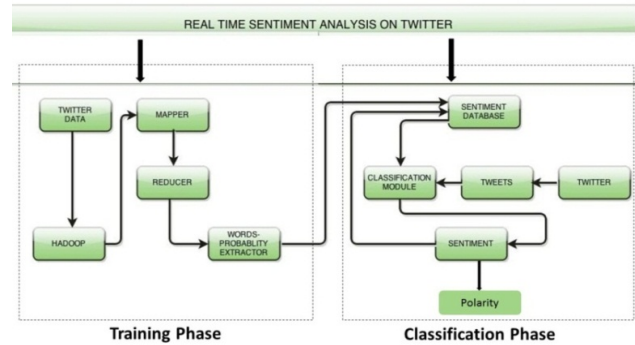 REAL TIME SENTIMENT ANALYSIS ON TWITTER
TWITTER
DATA
MAPPER
REDUCER
HADOOP
WORDS-
PROBABLITY
EXTRACTOR
Training Phase
SENTIMENT
DATABASE
CLASSIFICATION
MODULE
TWEETS
TWITTER
SENTIMENT
Polarity
Classification Phase